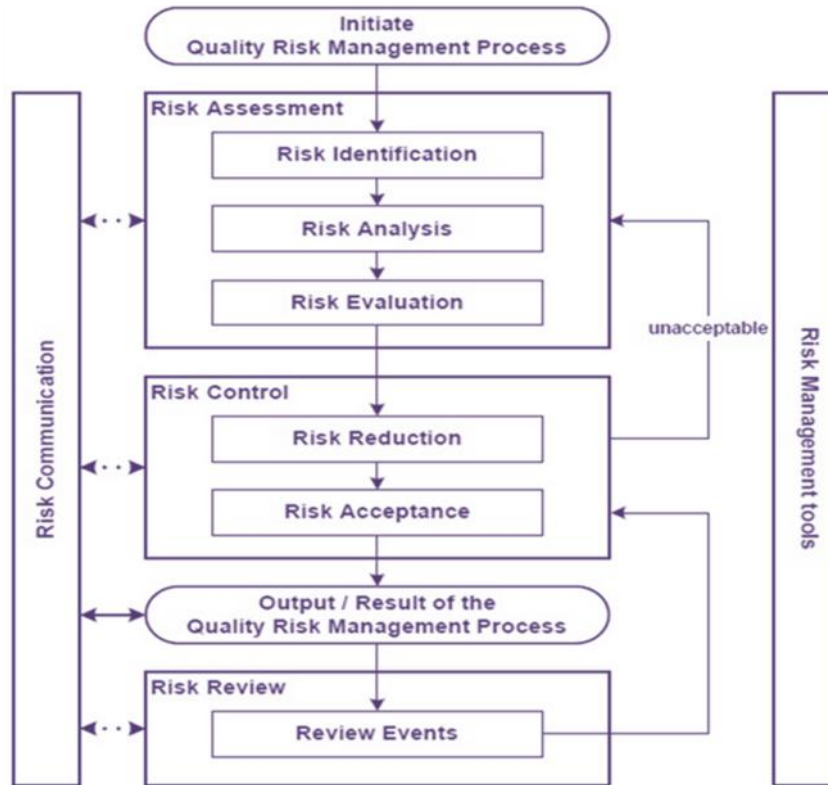 Initiate
Quality Risk Management Process
Risk Assessment
Risk Identification
Risk Analysis
Risk Evaluation
unacceptable
Risk Communication
Risk Management tools
Risk Control
Risk Reduction
Risk Acceptance
Output / Result of the
Quality Risk Management Process
Risk Review
Review Events